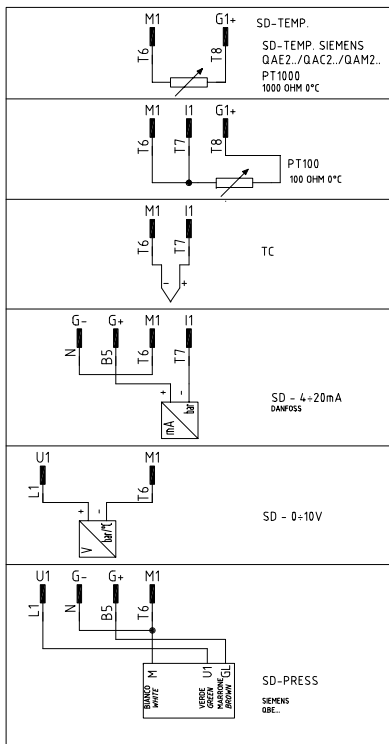 M1 G1+
T6 T8
SD-TEMP.
SD-TEMP. SIEMENS
QAE2../QAC2../QAM2..
PT1000
1000 OHM 0°C
M1 I1 G1+
T6 T7 T8
PT100
100 OHM 0°C
M1 I1
T6 T7
- +
TC
G- G+ M1 I1
N B5 T6 T7
+ -
mA bar
SD - 4÷20mA
DANFOSS
U1 M1
L1 T6
+ -
V bar/°C
SD - 0÷10V
U1 G- G+ M1
L1 N B5 T6
M U1 GL
BIANCO
WHITE
VERDE
GREEN
MARRONE
BROWN
SD-PRESS
SIEMENS
QBE...